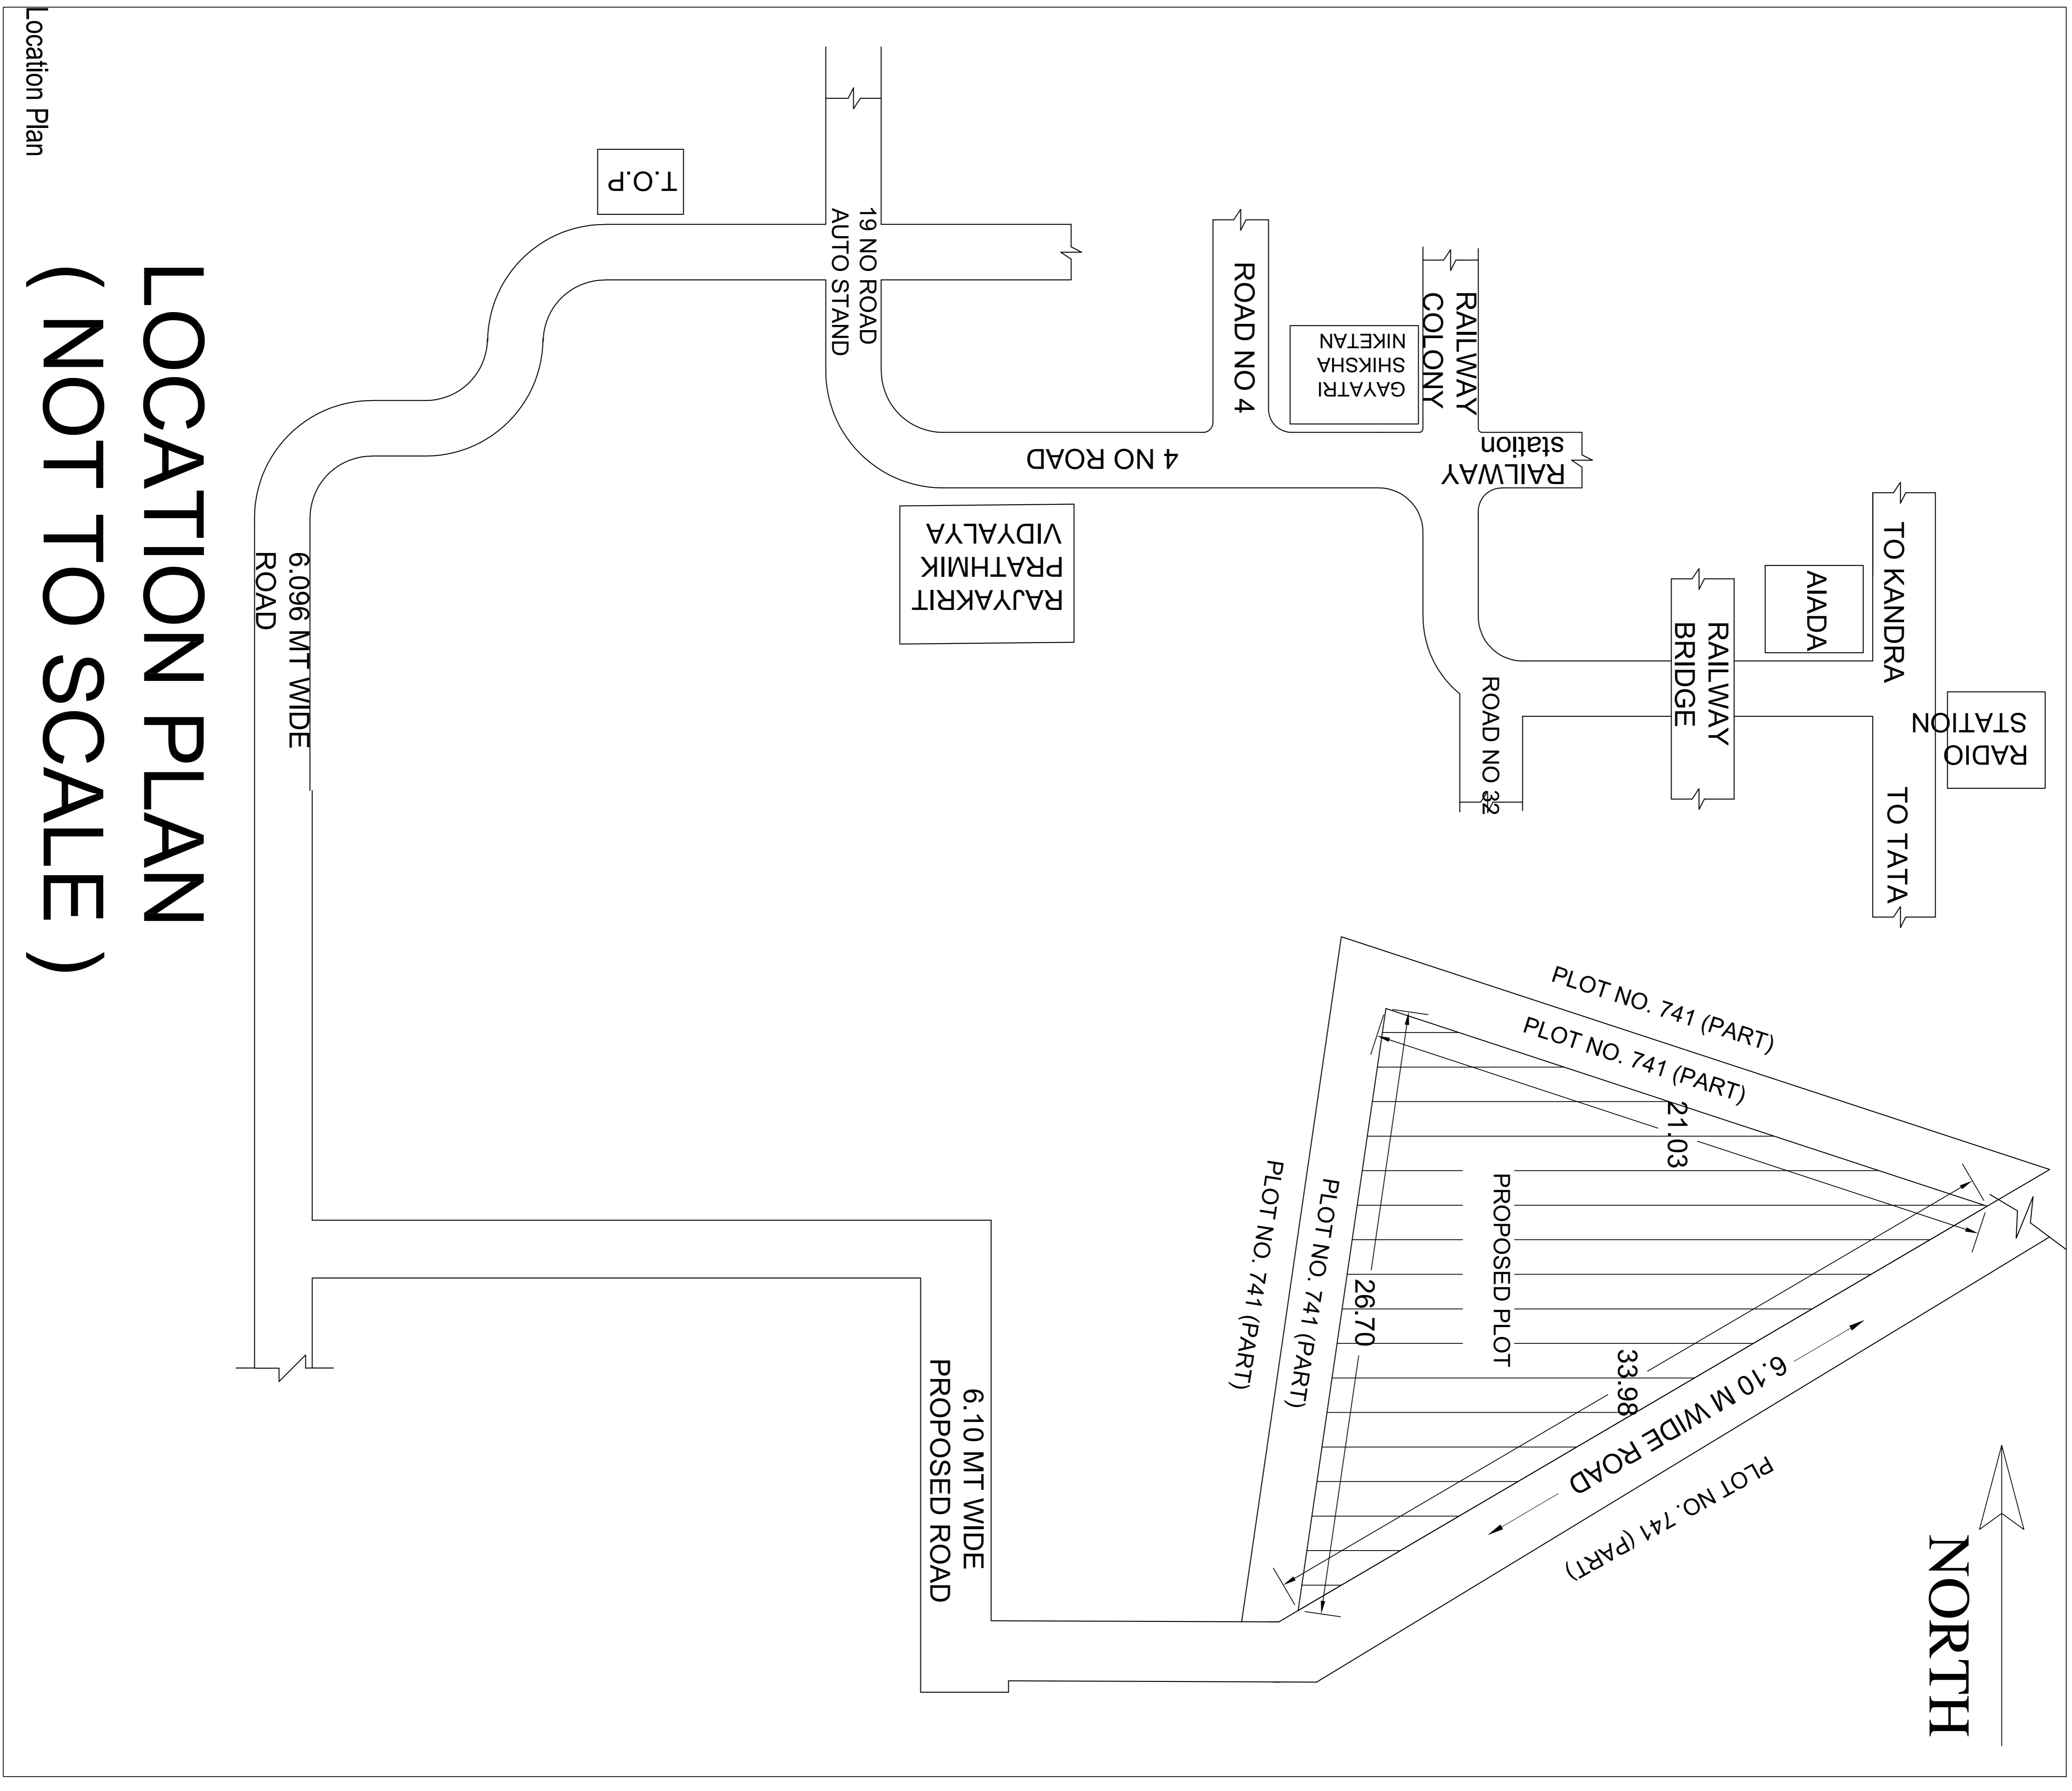 Location Plan
LOCATION PLAN
( NOT TO SCALE )
T.O.P
19 NO ROAD
AUTO STAND
ROAD NO 4
GAYATRI
SHIKSHA
NIKETAN
RAILWAY
COLONY
RAILWAY
station
4 NO ROAD
RAJYAKRIT
PRATHMIK
VIDYALYA
6.096 MT WIDE
ROAD
ROAD NO 32
RAILWAY
BRIDGE
AIADA
TO KANDRA
RADIO
STATION
TO TATA
PLOT NO. 741 (PART)
PLOT NO. 741 (PART)
21.03
PROPOSED PLOT
PLOT NO. 741 (PART)
PLOT NO. 741 (PART)
26.70
33.98
6.10 M WIDE ROAD
PLOT NO. 741 (PART)
6.10 MT WIDE
PROPOSED ROAD
NORTH